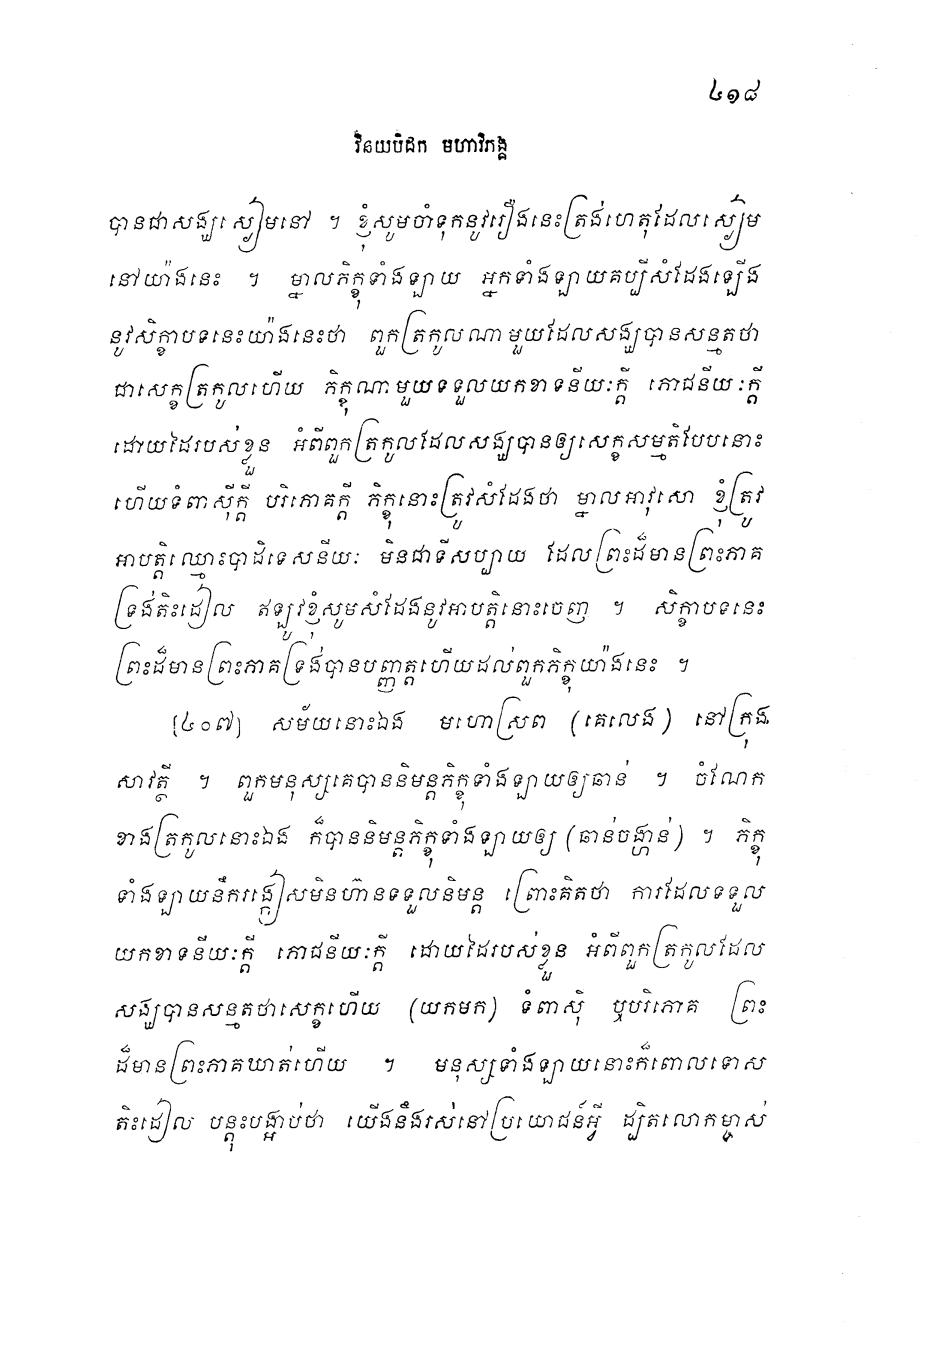 ៤១៨
វិនយបិដក មហាវិភង្គ
បានជាសង្ឃស្ងៀមនៅ ។ ខ្ញុំសូមចាំទុកនូវរឿងនេះត្រង់ហេតុដែលស្ងៀម
នៅយ៉ាងនេះ ។ ម្នាលភិក្ខុទាំងឡាយ អ្នកទាំងឡាយគប្បីសំដែងឡើង
នូវសិក្ខាបទនេះយ៉ាងនេះថា ពួកត្រកូលណាមួយដែលសង្ឃបានសន្មតថា
ជាសេក្ខត្រកូលហើយ ភិក្ខុណាមួយទទួលយកខាទនីយៈក្តី ភោជនីយៈក្តី
ដោយដៃរបស់ខ្លួន អំពីពួកត្រកូលដែលសង្ឃបានឲ្យសេក្ខសម្មតិបែបនោះ
ហើយទំពាស៊ីក្តី បរិភោគក្តី ភិក្ខុនោះត្រូវសំដែងថា ម្នាលអាវុសោ ខ្ញុំត្រូវ
អាបត្តិឈ្មោះបាដិទេសនីយៈ មិនជាទីសប្បាយ ដែលព្រះដ៏មានព្រះភាគ
ទ្រង់តិះដៀល ឥឡូវខ្ញុំសូមសំដែងនូវអាបត្តិនោះចេញ ។ សិក្ខាបទនេះ
ព្រះដ៏មានព្រះភាគទ្រង់បានបញ្ញត្តហើយដល់ពួកភិក្ខុយ៉ាងនេះ ។
[៤០៧] សម័យនោះឯង មហោស្រព (គេលេង) នៅក្រុង
សាវត្ថី ។ ពួកមនុស្សគេបាននិមន្តភិក្ខុទាំងឡាយឲ្យឆាន់ ។ ចំណែក
ខាងត្រកូលនោះឯង ក៏បាននិមន្តភិក្ខុទាំងឡាយឲ្យ (ឆាន់ចង្ហាន់) ។ ភិក្ខុ
ទាំងឡាយនឹករង្កៀសមិនហ៊ានទទួលនិមន្ត ព្រោះគិតថា ការដែលទទួល
យកខាទនីយៈក្តី ភោជនីយៈក្តី ដោយដៃរបស់ខ្លួន អំពីពួកត្រកូលដែល
សង្ឃបានសន្មតថាសេក្ខហើយ (យកមក) ទំពាស៊ី ឬបរិភោគ ព្រះ
ដ៏មានព្រះភាគឃាត់ហើយ ។ មនុស្សទាំងឡាយនោះក៏ពោលទោស
តិះដៀល បន្តុះបង្អាប់ថា យើងនឹងរស់នៅប្រយោជន៍អ្វី ដ្បិតលោកម្ចាស់